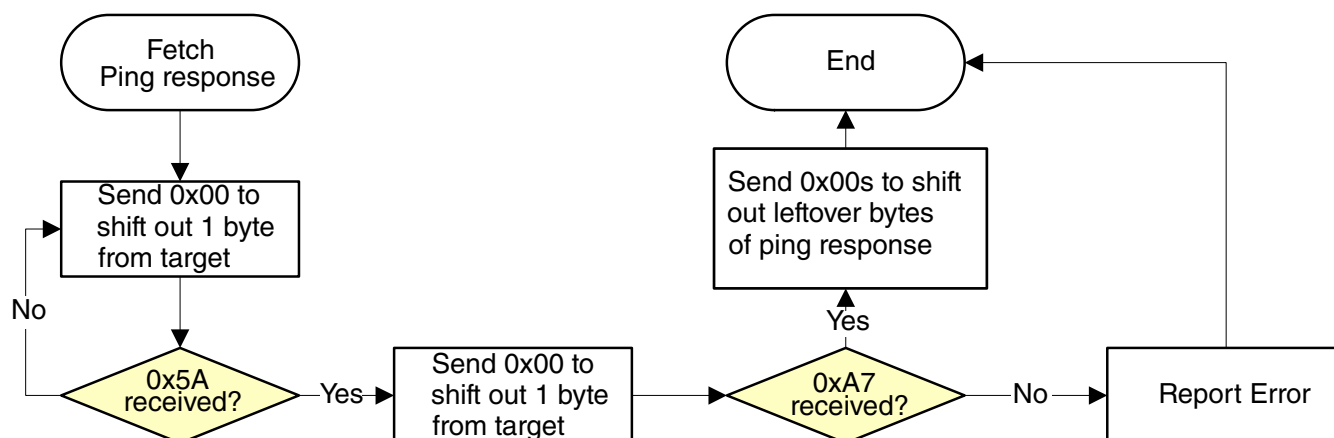 Fetch
Ping response
Send 0x00 to
shift out 1 byte
from target
No
0x5A
received?
Yes
Send 0x00 to
shift out 1 byte
from target
End
Send 0x00s to shift
out leftover bytes
of ping response
Yes
0xA7
received?
No
Report Error